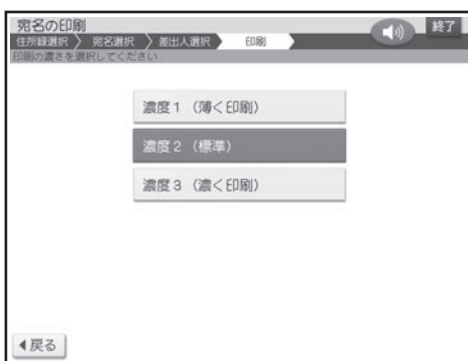 宛名の印刷
終了
住所録選択 宛名選択 差出人選択 印刷
印刷の濃さを選択してください
濃度1（薄く印刷）
濃度2（標準）
濃度3（濃く印刷）
戻る